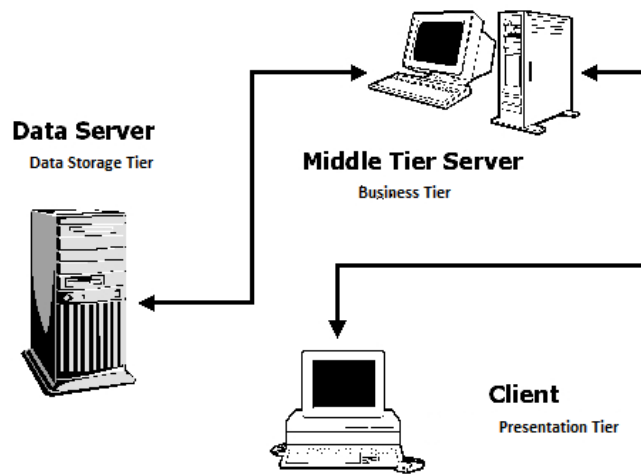 Data Server
Data Storage Tier
Middle Tier Server
Business Tier
Client
Presentation Tier